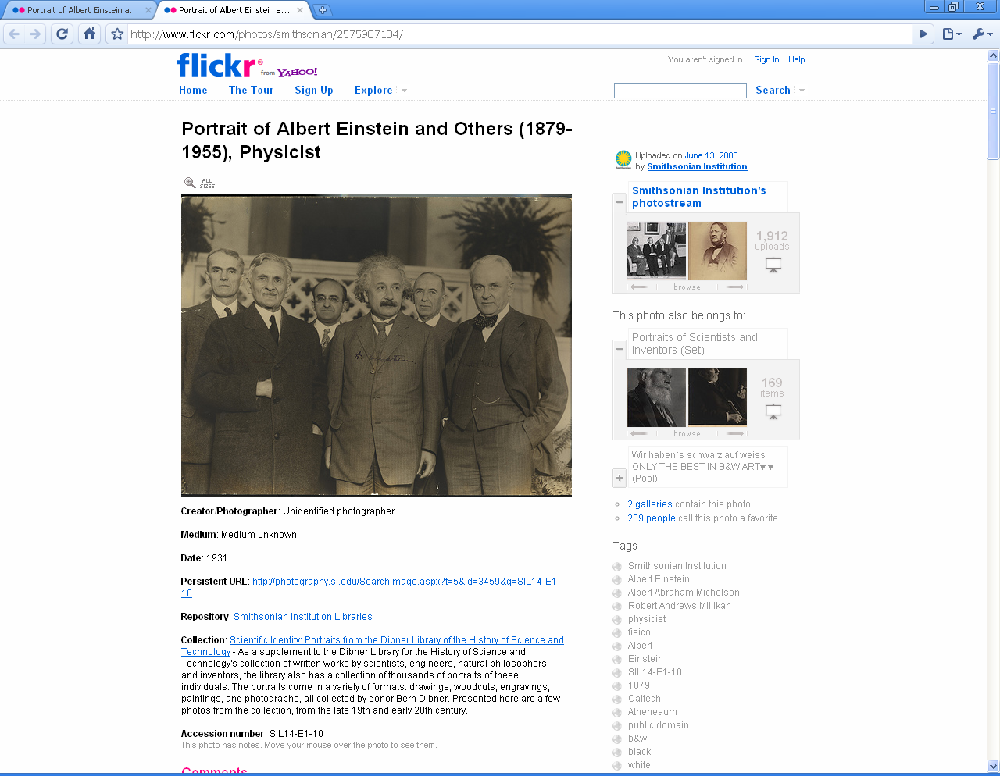 Portrait of Albert Einstein a...
Portrait of Albert Einstein a...
http://www.flickr.com/photos/smithsonian/2575987184/
flickr® from YAHOO!
You aren't signed in Sign In Help
Home The Tour Sign Up Explore
Search
Portrait of Albert Einstein and Others (1879-
1955), Physicist
ALL
SIZES
A. Einstein
Creator/Photographer: Unidentified photographer
Medium: Medium unknown
Date: 1931
Persistent URL: http://photography.si.edu/SearchImage.aspx?t=5&id=3459&q=SIL14-E1-
10
Repository: Smithsonian Institution Libraries
Collection: Scientific Identity: Portraits from the Dibner Library of the History of Science and
Technology - As a supplement to the Dibner Library for the History of Science and
Technology's collection of written works by scientists, engineers, natural philosophers,
and inventors, the library also has a collection of thousands of portraits of these
individuals. The portraits come in a variety of formats: drawings, woodcuts, engravings,
paintings, and photographs, all collected by donor Bern Dibner. Presented here are a few
photos from the collection, from the late 19th and early 20th century.
Accession number: SIL14-E1-10
This photo has notes. Move your mouse over the photo to see them.
Comments
Uploaded on June 13, 2008
by Smithsonian Institution
Smithsonian Institution's
photostream
1,912
uploads
browse
This photo also belongs to:
Portraits of Scientists and
Inventors (Set)
169
items
browse
Wir haben`s schwarz auf weiss
ONLY THE BEST IN B&W ART♥ ♥
(Pool)
2 galleries contain this photo
289 people call this photo a favorite
Tags
Smithsonian Institution
Albert Einstein
Albert Abraham Michelson
Robert Andrews Millikan
physicist
físico
Albert
Einstein
SIL14-E1-10
1879
Caltech
Atheneaum
public domain
b&w
black
white